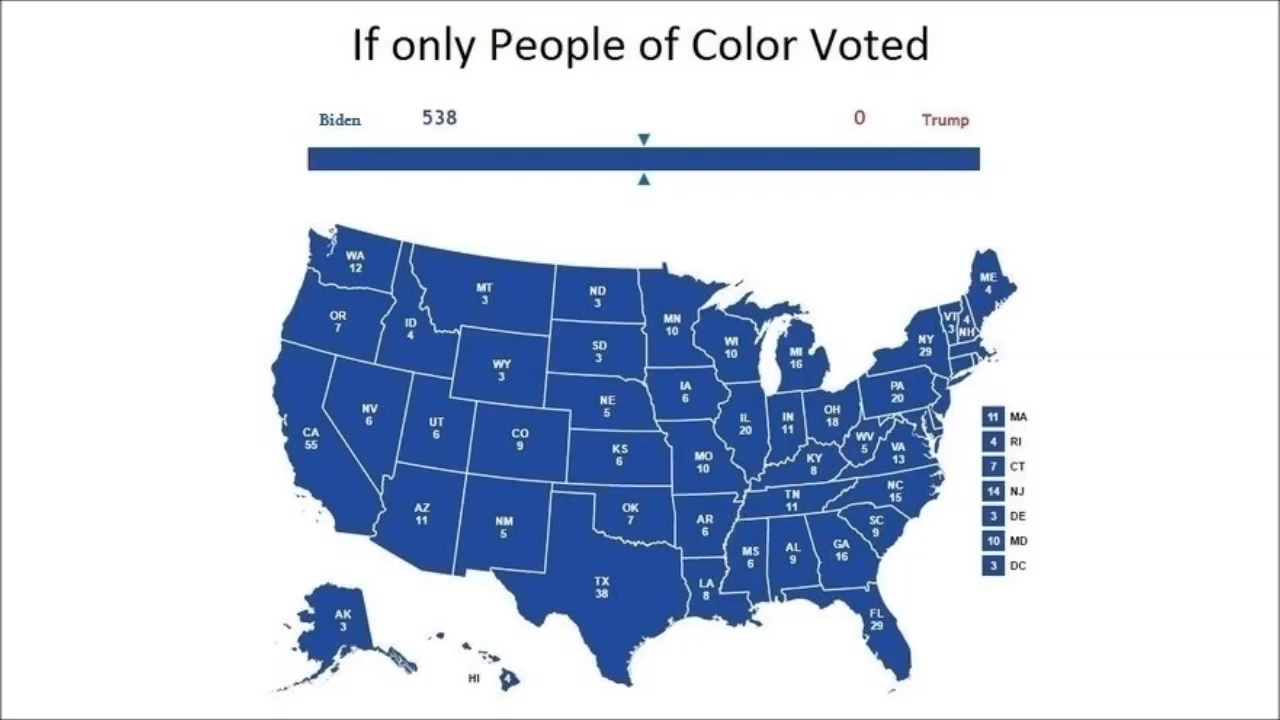 If only People of Color Voted
Biden 538 0 Trump
WA
12
OR
7
CA
55
NV
6
ID
4
MT
3
WY
3
UT
6
CO
9
AZ
11
NM
5
ND
3
SD
3
NE
5
KS
6
OK
7
TX
38
MN
10
IA
6
MO
10
AR
6
LA
8
WI
10
IL
20
MI
16
IN
11
OH
18
KY
8
TN
11
MS
6
AL
9
GA
16
FL
29
SC
9
NC
15
VA
13
WV
5
PA
20
NY
29
VT
3
4
NH
ME
4
11 MA
4 RI
7 CT
14 NJ
3 DE
10 MD
3 DC
AK
3
HI 4